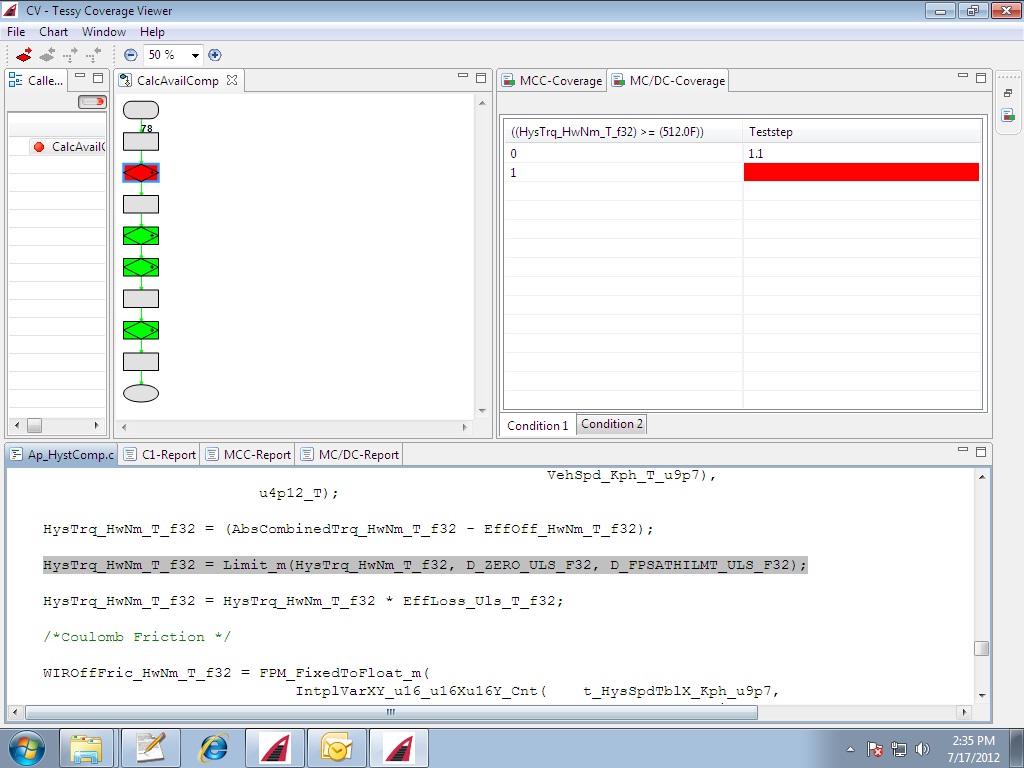 CV - Tessy Coverage Viewer
File Chart Window Help
50 %
Calle...
CalcAvailComp
MCC-Coverage
MC/DC-Coverage
78
CalcAvailC
((HysTrq_HwNm_T_f32) >= (512.0F)) Teststep
0 1.1
1
Condition 1 Condition 2
Ap_HystComp.c C1-Report MCC-Report MC/DC-Report
VehSpd_Kph_T_u9p7),
u4p12_T);
HysTrq_HwNm_T_f32 = (AbsCombinedTrq_HwNm_T_f32 - EffOff_HwNm_T_f32);
HysTrq_HwNm_T_f32 = Limit_m(HysTrq_HwNm_T_f32, D_ZERO_ULS_F32, D_FPSATHILMT_ULS_F32);
HysTrq_HwNm_T_f32 = HysTrq_HwNm_T_f32 * EffLoss_Uls_T_f32;
/*Coulomb Friction */
WIROffFric_HwNm_T_f32 = FPM_FixedToFloat_m(
IntplVarXY_u16_u16Xu16Y_Cnt( t_HysSpdTblX_Kph_u9p7,
2:35 PM
7/17/2012